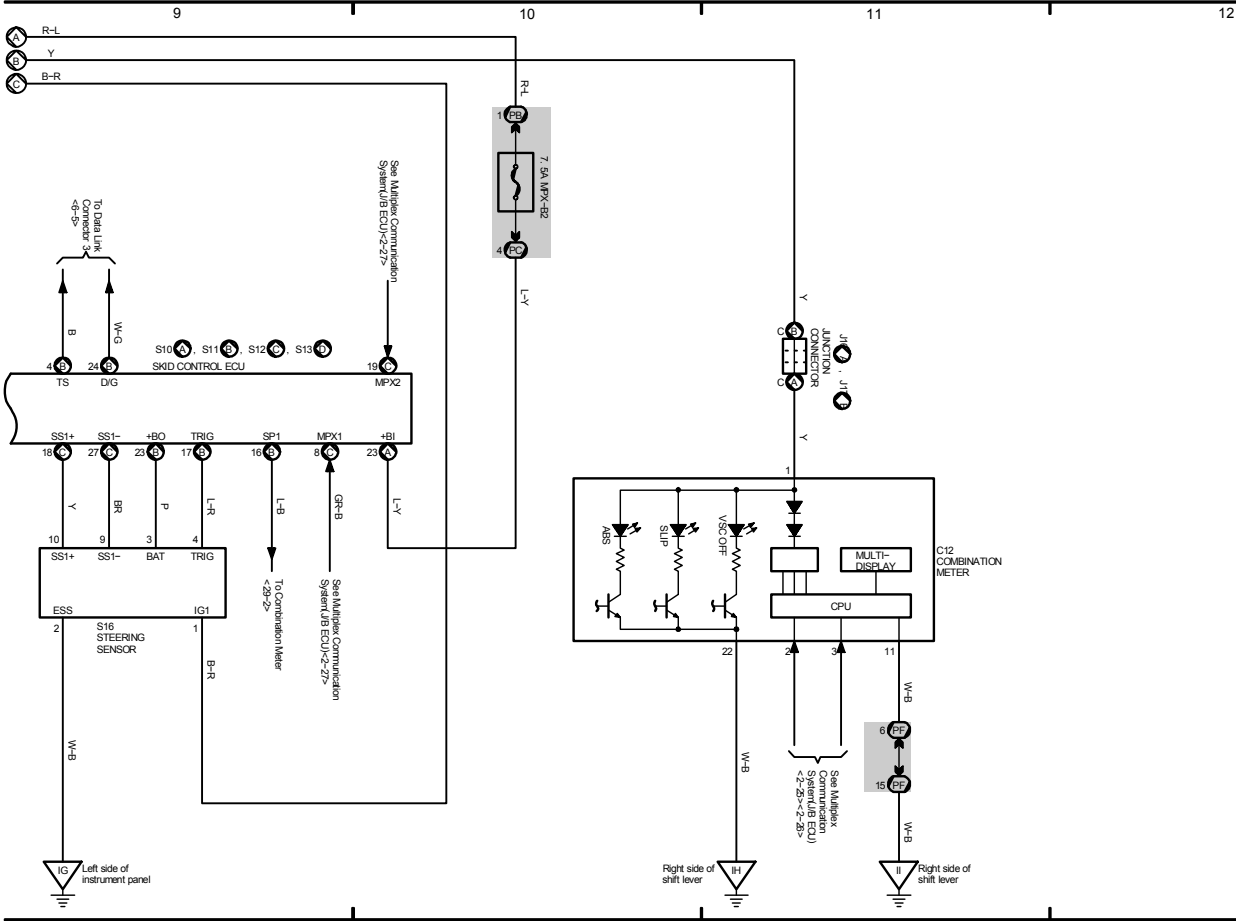 9
10
11
12
A
R-L
B
Y
C
B-R
R-L
1
PB
7. 5A MPX-B2
4
PC
L-Y
See Multiplex Communication
System(J/B ECU)<2-27>
To Data Link
Connector 3
<6-5>
B
W-G
Y
S10 A , S11 B , S12 C , S13 D
SKID CONTROL ECU
4 B
24 B
19 C
TS
D/G
MPX2
C B
JUNCTION
CONNECTOR
C A
SS1+
SS1-
+BO
TRIG
SP1
MPX1
+BI
18 C
27 C
23 B
17 B
16 B
8 C
23 A
Y
Y
BR
P
L-R
L-B
GR-B
L-Y
1
10
9
3
4
SS1+
SS1-
BAT
TRIG
ESS
IG1
2
1
S16
STEERING
SENSOR
B-R
To Combination Meter
<29-2>
See Multiplex Communication
System(J/B ECU)<2-27>
ABS
SLIP
VSC OFF
MULTI-
DISPLAY
CPU
C12
COMBINATION
METER
22
2
3
11
W-B
W-B
W-B
6 PF
15 PF
W-B
See Multiplex
Communication
System(J/B ECU)
<2-25><2-26>
IG
Left side of
instrument panel
Right side of
shift lever
IH
II
Right side of
shift lever